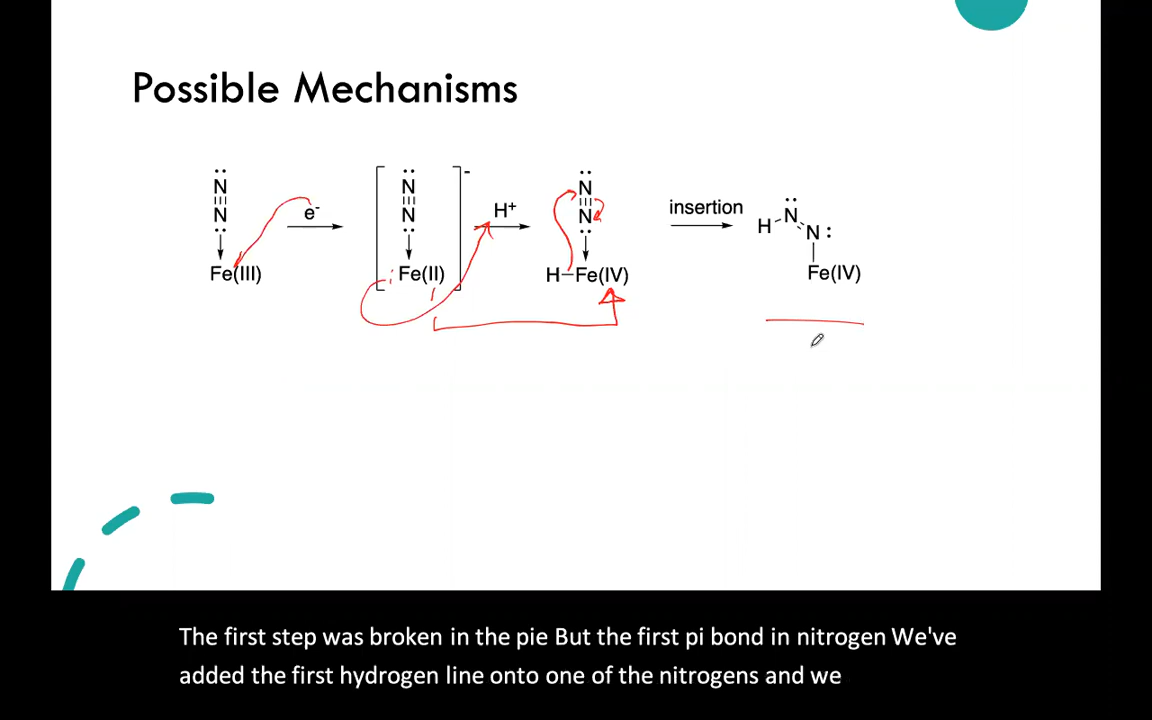 Possible Mechanisms
N
N
Fe(III)
e-
N
N
Fe(II)
-
H+
N
N
H-Fe(IV)
insertion
H
N
N
Fe(IV)
The first step was broken in the pie But the first pi bond in nitrogen We've
added the first hydrogen line onto one of the nitrogens and we